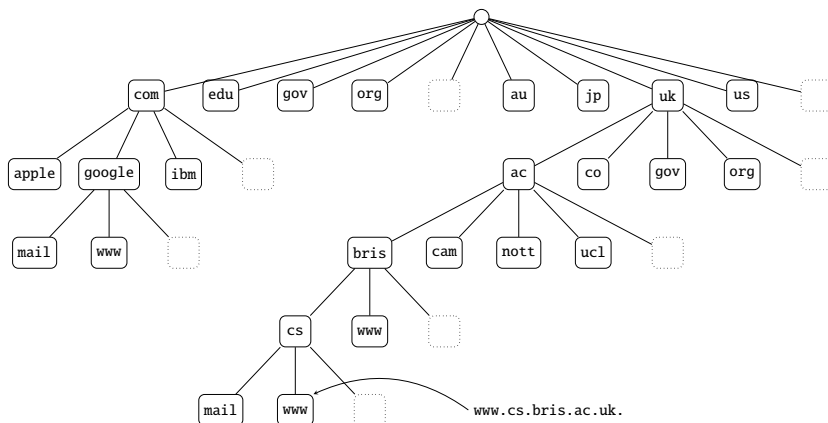 com edu gov org au jp uk us
apple google ibm ac co gov org
mail www bris cam nott ucl
cs www
mail www www.cs.bris.ac.uk.